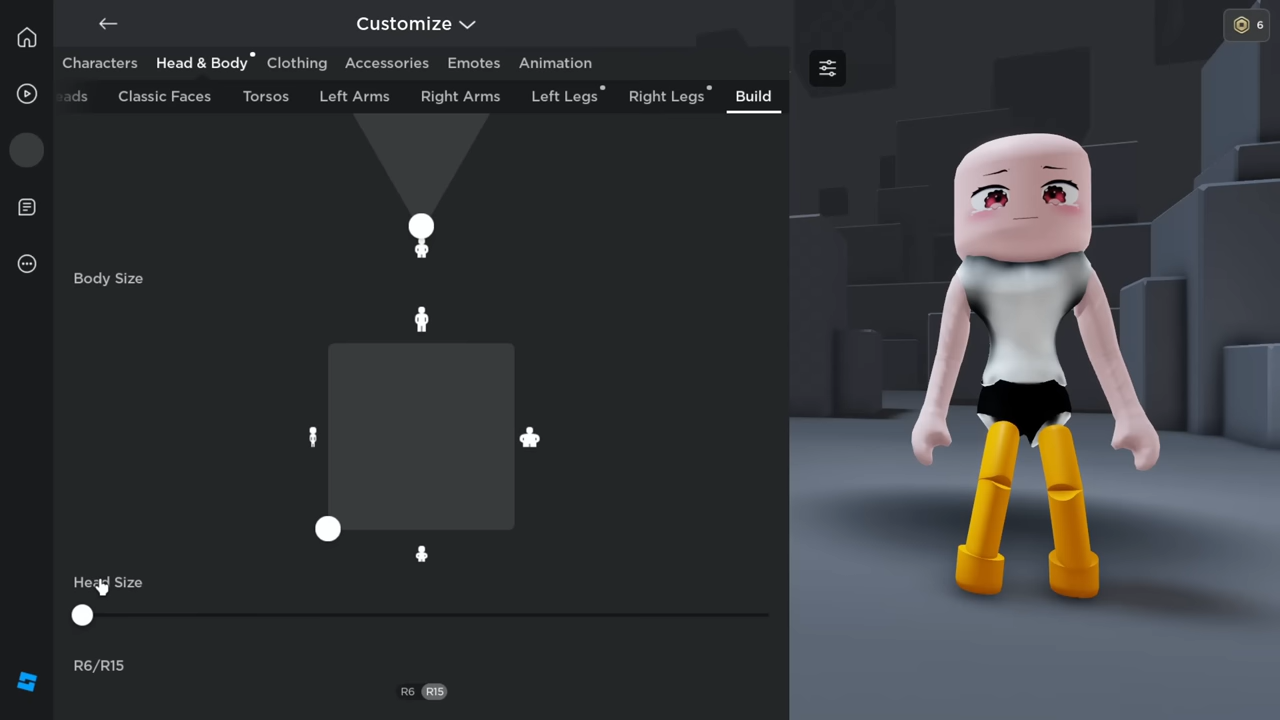 Customize
6
Characters Head & Body Clothing Accessories Emotes Animation
eads Classic Faces Torsos Left Arms Right Arms Left Legs Right Legs Build
Body Size
Head Size
R6/R15
R6 R15